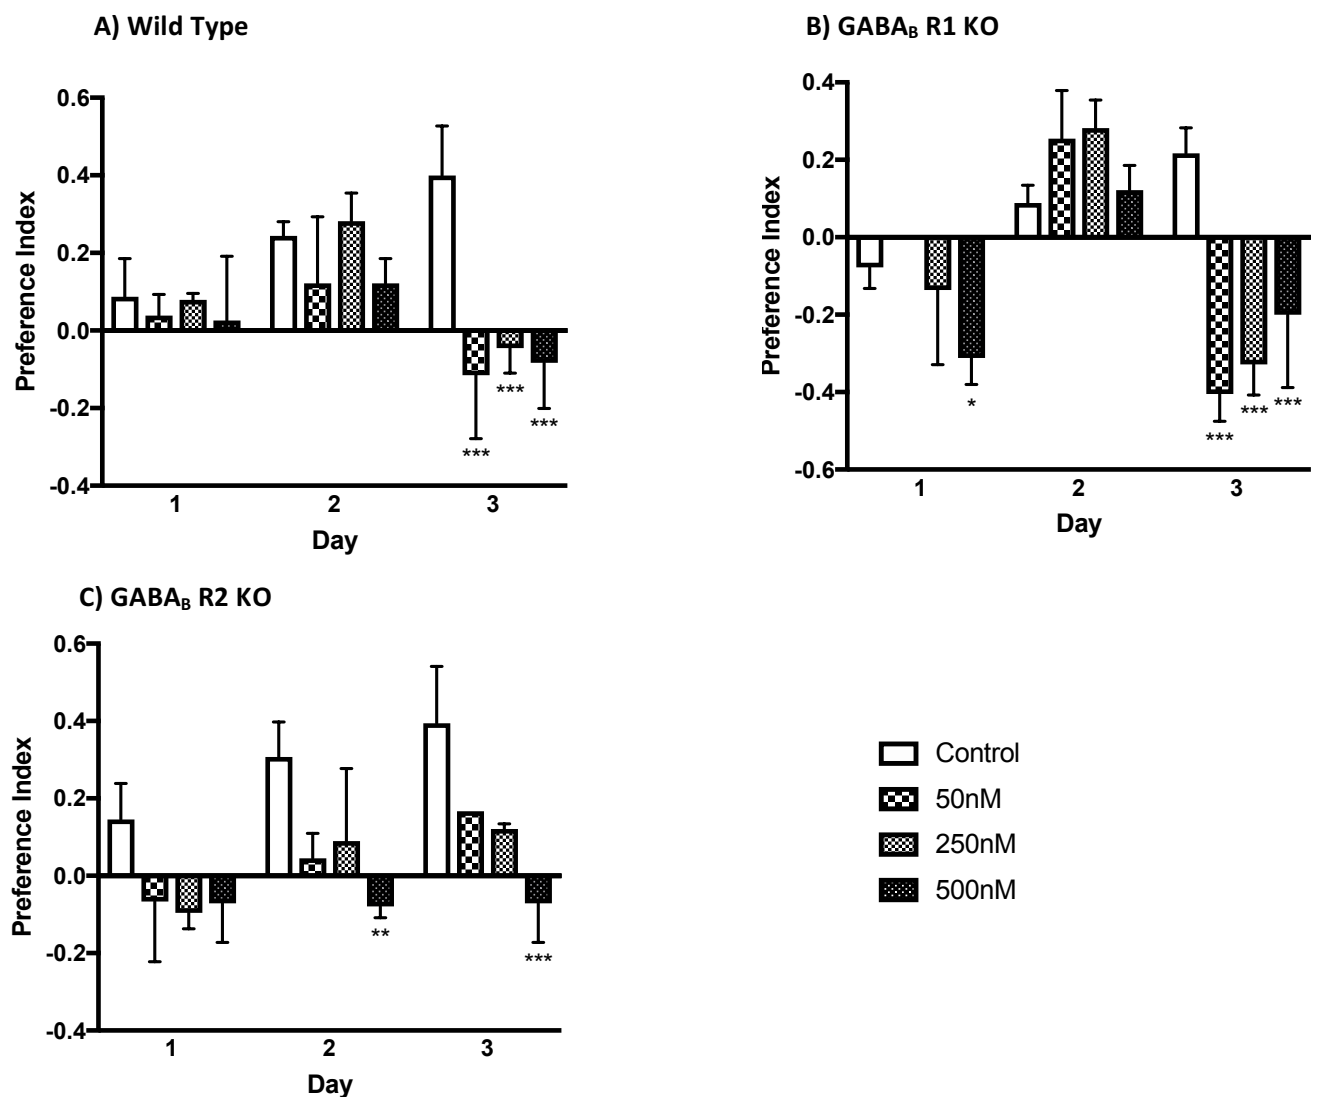 A) Wild Type
0.6
0.4
0.2
0.0
-0.2
-0.4
Preference Index
***
***
***
1 2 3
Day
B) GABAB R1 KO
0.4
0.2
0.0
-0.2
-0.4
-0.6
Preference Index
*
***
***
***
1 2 3
Day
C) GABAB R2 KO
0.6
0.4
0.2
0.0
-0.2
-0.4
Preference Index
**
***
1 2 3
Day
Control
50nM
250nM
500nM